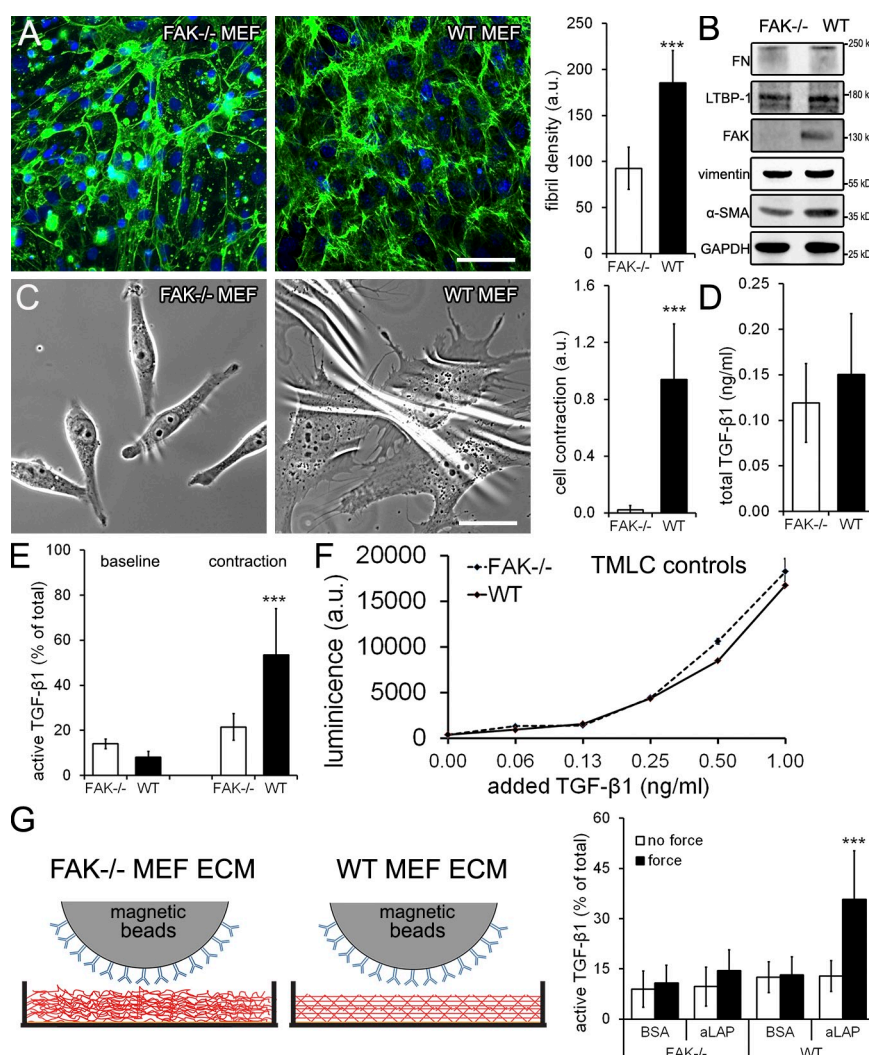 A
FAK-/- MEF
WT MEF
fibril density (a.u.)
250
200
150
100
50
0
***
FAK-/- WT
B
FAK-/- WT
FN
250 k
LTBP-1
180 k
FAK
130 k
vimentin
55 kD
α-SMA
35 kD
GAPDH
25 kD
C
FAK-/- MEF
WT MEF
cell contraction (a.u.)
1.6
1.2
0.8
0.4
0.0
***
FAK-/- WT
D
total TGF-β1 (ng/ml)
0.25
0.20
0.15
0.10
0.05
0.00
FAK-/- WT
E
active TGF-β1 (% of total)
100
80
60
40
20
0
baseline contraction
***
FAK-/- WT FAK-/- WT
F
luminicence (a.u.)
20000
15000
10000
5000
0
FAK-/-
WT
TMLC controls
0.00 0.06 0.13 0.25 0.50 1.00
added TGF-β1 (ng/ml)
G
FAK-/- MEF ECM
magnetic
beads
WT MEF ECM
magnetic
beads
active TGF-β1 (% of total)
60
45
30
15
0
no force
force
***
BSA aLAP BSA aLAP
FAK-/- WT